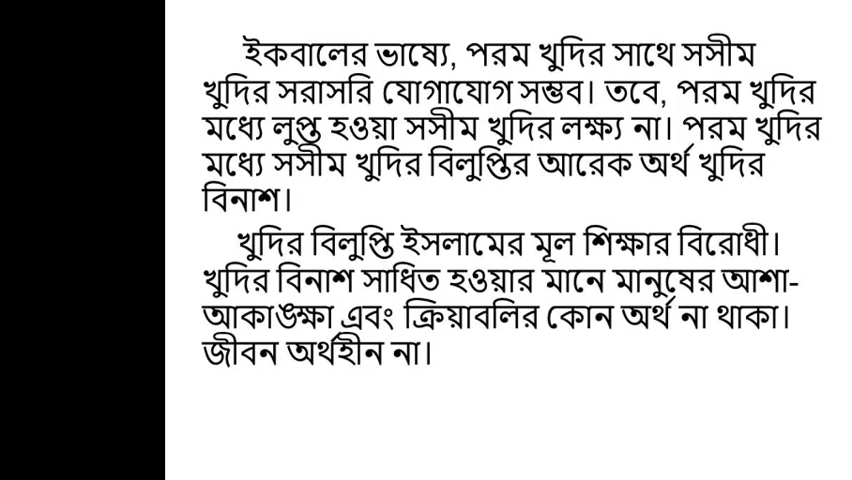 ইকবালের ভাষ্যে, পরম খুদির সাথে সসীম
খুদির সরাসরি যোগাযোগ সম্ভব। তবে, পরম খুদির
মধ্যে লুপ্ত হওয়া সসীম খুদির লক্ষ্য না। পরম খুদির
মধ্যে সসীম খুদির বিলুপ্তির আরেক অর্থ খুদির
বিনাশ।
খুদির বিলুপ্তি ইসলামের মূল শিক্ষার বিরোধী।
খুদির বিনাশ সাধিত হওয়ার মানে মানুষের আশা-
আকাঙক্ষা এবং ক্রিয়াবলির কোন অর্থ না থাকা।
জীবন অর্থহীন না।